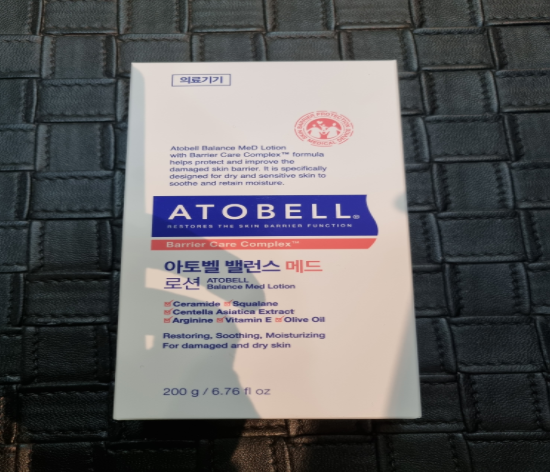 의료기기
SKIN BARRIER PROTECTION
MEDICAL
Atobell Balance MeD Lotion
with Barrier Care Complex™ formula
helps protect and improve the
damaged skin barrier. It is specifically
designed for dry and sensitive skin to
soothe and retain moisture.
ATOBELL®
RESTORES THE SKIN BARRIER FUNCTION
Barrier Care Complex™
아토벨 밸런스 메드
로션 ATOBELL
Balance Med Lotion
Ceramide Squalane
Centella Asiatica Extract
Arginine Vitamin E Olive Oil
Restoring, Soothing, Moisturizing
For damaged and dry skin
200 g / 6.76 fl oz